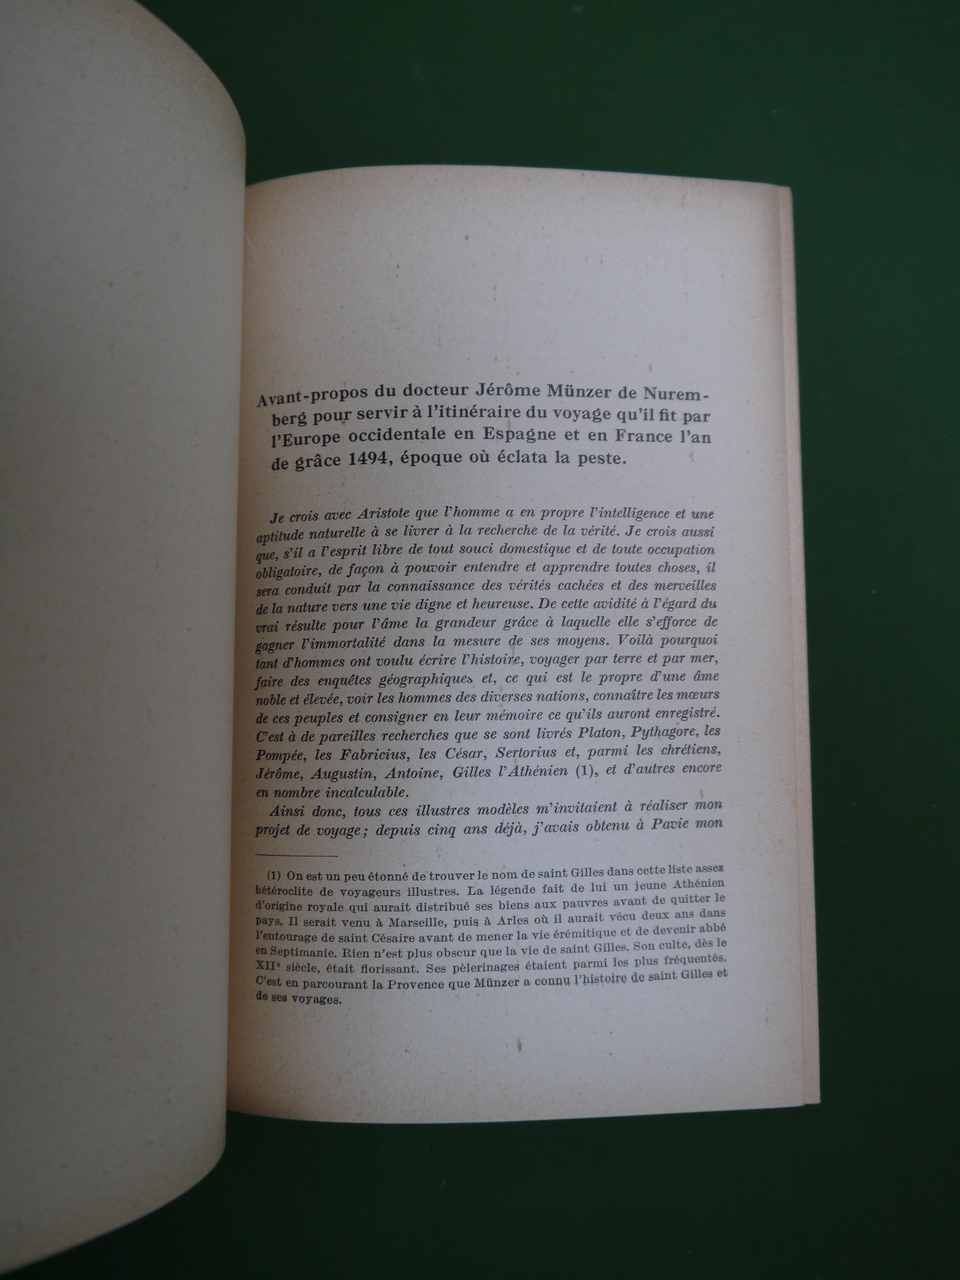 Avant-propos du docteur Jérôme Münzer de Nurem-
berg pour servir à l'itinéraire du voyage qu'il fit par
l'Europe occidentale en Espagne et en France l'an
de grâce 1494, époque où éclata la peste.
Je crois avec Aristote que l'homme a en propre l'intelligence et une
aptitude naturelle à se livrer à la recherche de la vérité. Je crois aussi
que, s'il a l'esprit libre de tout souci domestique et de toute occupation
obligatoire, de façon à pouvoir entendre et apprendre toutes choses, il
sera conduit par la connaissance des vérités cachées et des merveilles
de la nature vers une vie digne et heureuse. De cette avidité à l'égard du
vrai résulte pour l'âme la grandeur grâce à laquelle elle s'efforce de
gagner l'immortalité dans la mesure de ses moyens. Voilà pourquoi
tant d'hommes ont voulu écrire l'histoire, voyager par terre et par mer,
faire des enquêtes géographiques et, ce qui est le propre d'une âme
noble et élevée, voir les hommes des diverses nations, connaître les mœurs
de ces peuples et consigner en leur mémoire ce qu'ils auront enregistré.
C'est à de pareilles recherches que se sont livrés Platon, Pythagore, les
Pompée, les Fabricius, les César, Sertorius et, parmi les chrétiens,
Jérôme, Augustin, Antoine, Gilles l'Athénien (1), et d'autres encore
en nombre incalculable.
Ainsi donc, tous ces illustres modèles m'invitaient à réaliser mon
projet de voyage; depuis cinq ans déjà, j'avais obtenu à Pavie mon
(1) On est un peu étonné de trouver le nom de saint Gilles dans cette liste assez
hétéroclite de voyageurs illustres. La légende fait de lui un jeune Athénien
d'origine royale qui aurait distribué ses biens aux pauvres avant de quitter le
pays. Il serait venu à Marseille, puis à Arles où il aurait vécu deux ans dans
l'entourage de saint Césaire avant de mener la vie érémitique et de devenir abbé
en Septimanie. Rien n'est plus obscur que la vie de saint Gilles. Son culte, dès le
XIIe siècle, était florissant. Ses pèlerinages étaient parmi les plus fréquentés.
C'est en parcourant la Provence que Münzer a connu l'histoire de saint Gilles et
de ses voyages.